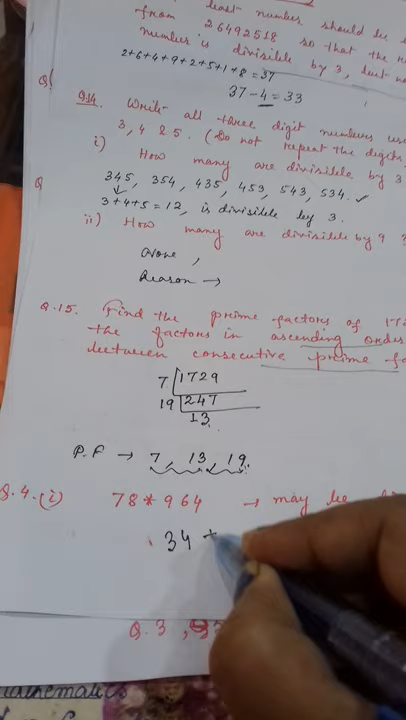 least number should be
from 26492518 so that the
number is divisible by 3, but
2+6+4+9+2+5+1+8 = 37
37 - 4 = 33
Q.14. Write all three digit numbers
3, 4 & 5. (Do not repeat the digits
i) How many are divisible by 3
345, 354, 435, 453, 543, 534. ✓
3+4+5 = 12, is divisible by 3.
ii) How many are divisible by 9 ?
None,
Reason →
Q.15. Find the prime factors of
the factors in ascending order
between consecutive prime
7 1729
19 247
13
P.F → 7, 13, 19.
Q.4. (i) 78*964 → may be
34 +
Q.3
Mathematics